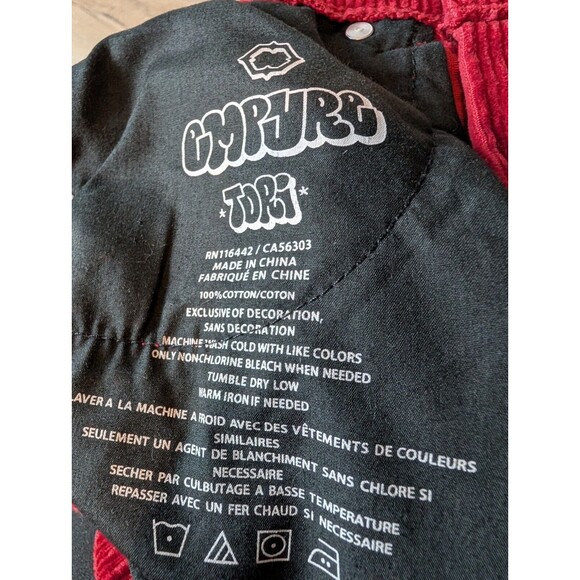 EMPYRE
*TORI*
RN116442 / CA56303
MADE IN CHINA
FABRIQUÉ EN CHINE
100%COTTON/COTON
EXCLUSIVE OF DECORATION,
SANS DECORATION
MACHINE WASH COLD WITH LIKE COLORS
ONLY NON-CHLORINE BLEACH WHEN NEEDED
TUMBLE DRY LOW
WARM IRON IF NEEDED
LAVER A LA MACHINE A FROID AVEC DES VÊTEMENTS DE COULEURS
SIMILAIRES
SEULEMENT UN AGENT DE BLANCHIMENT SANS CHLORE SI
NECESSAIRE
SECHER PAR CULBUTAGE A BASSE TEMPERATURE
REPASSER AVEC UN FER CHAUD SI NECESSAIRE